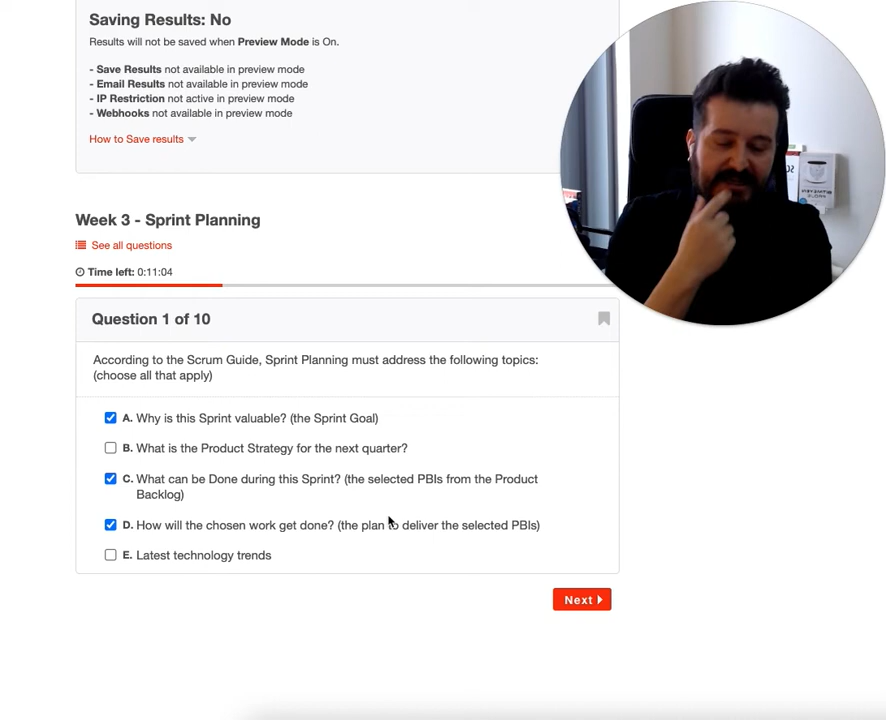 Saving Results: No
Results will not be saved when Preview Mode is On.
- Save Results not available in preview mode
- Email Results not available in preview mode
- IP Restriction not active in preview mode
- Webhooks not available in preview mode
How to Save results
Week 3 - Sprint Planning
See all questions
Time left: 0:11:04
Question 1 of 10
According to the Scrum Guide, Sprint Planning must address the following topics:
(choose all that apply)
A. Why is this Sprint valuable? (the Sprint Goal)
B. What is the Product Strategy for the next quarter?
C. What can be Done during this Sprint? (the selected PBIs from the Product
Backlog)
D. How will the chosen work get done? (the plan to deliver the selected PBIs)
E. Latest technology trends
Next